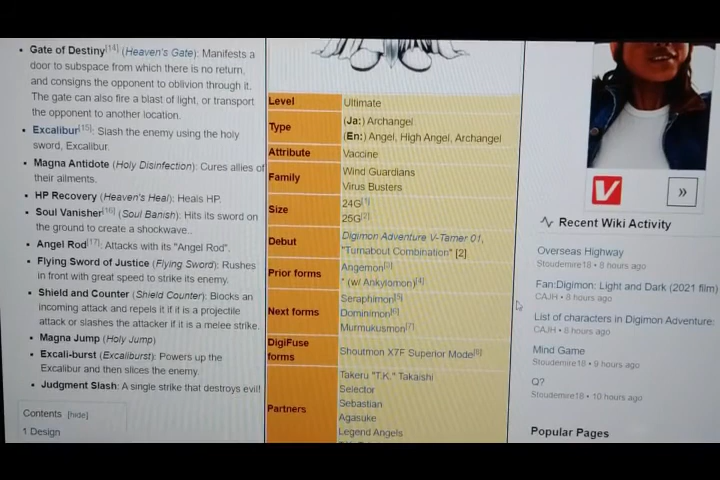 Gate of Destiny[14] (Heaven's Gate): Manifests a
door to subspace from which there is no return,
and consigns the opponent to oblivion through it.
The gate can also fire a blast of light, or transport
the opponent to another location.
Excalibur[15]: Slash the enemy using the holy
sword, Excalibur.
Magna Antidote (Holy Disinfection): Cures allies of
their ailments.
HP Recovery (Heaven's Heal): Heals HP.
Soul Vanisher[16] (Soul Banish): Hits its sword on
the ground to create a shockwave..
Angel Rod[17]: Attacks with its "Angel Rod".
Flying Sword of Justice (Flying Sword): Rushes
in front with great speed to strike its enemy.
Shield and Counter (Shield Counter): Blocks an
incoming attack and repels it if it is a projectile
attack or slashes the attacker if it is a melee strike.
Magna Jump (Holy Jump)
Excali-burst (Excaliburst): Powers up the
Excalibur and then slices the enemy.
Judgment Slash: A single strike that destroys evil!
Contents [hide]
1 Design
Level
Ultimate
Type
(Ja:) Archangel
(En:) Angel, High Angel, Archangel
Attribute
Vaccine
Family
Wind Guardians
Virus Busters
Size
24G[1]
25G[2]
Debut
Digimon Adventure V-Tamer 01,
"Turnabout Combination" [2]
Prior forms
Angemon[3]
* (w/ Ankylomon)[4]
Next forms
Seraphimon[5]
Dominimon[6]
Murmukusmon[7]
DigiFuse
forms
Shoutmon X7F Superior Mode[8]
Partners
Takeru "T.K." Takaishi
Selector
Sebastian
Agasuke
Legend Angels
V
»
Recent Wiki Activity
Overseas Highway
Stoudemire18 • 8 hours ago
Fan:Digimon: Light and Dark (2021 film)
CAJH • 8 hours ago
List of characters in Digimon Adventure:
CAJH • 8 hours ago
Mind Game
Stoudemire18 • 9 hours ago
Q?
Stoudemire18 • 10 hours ago
Popular Pages